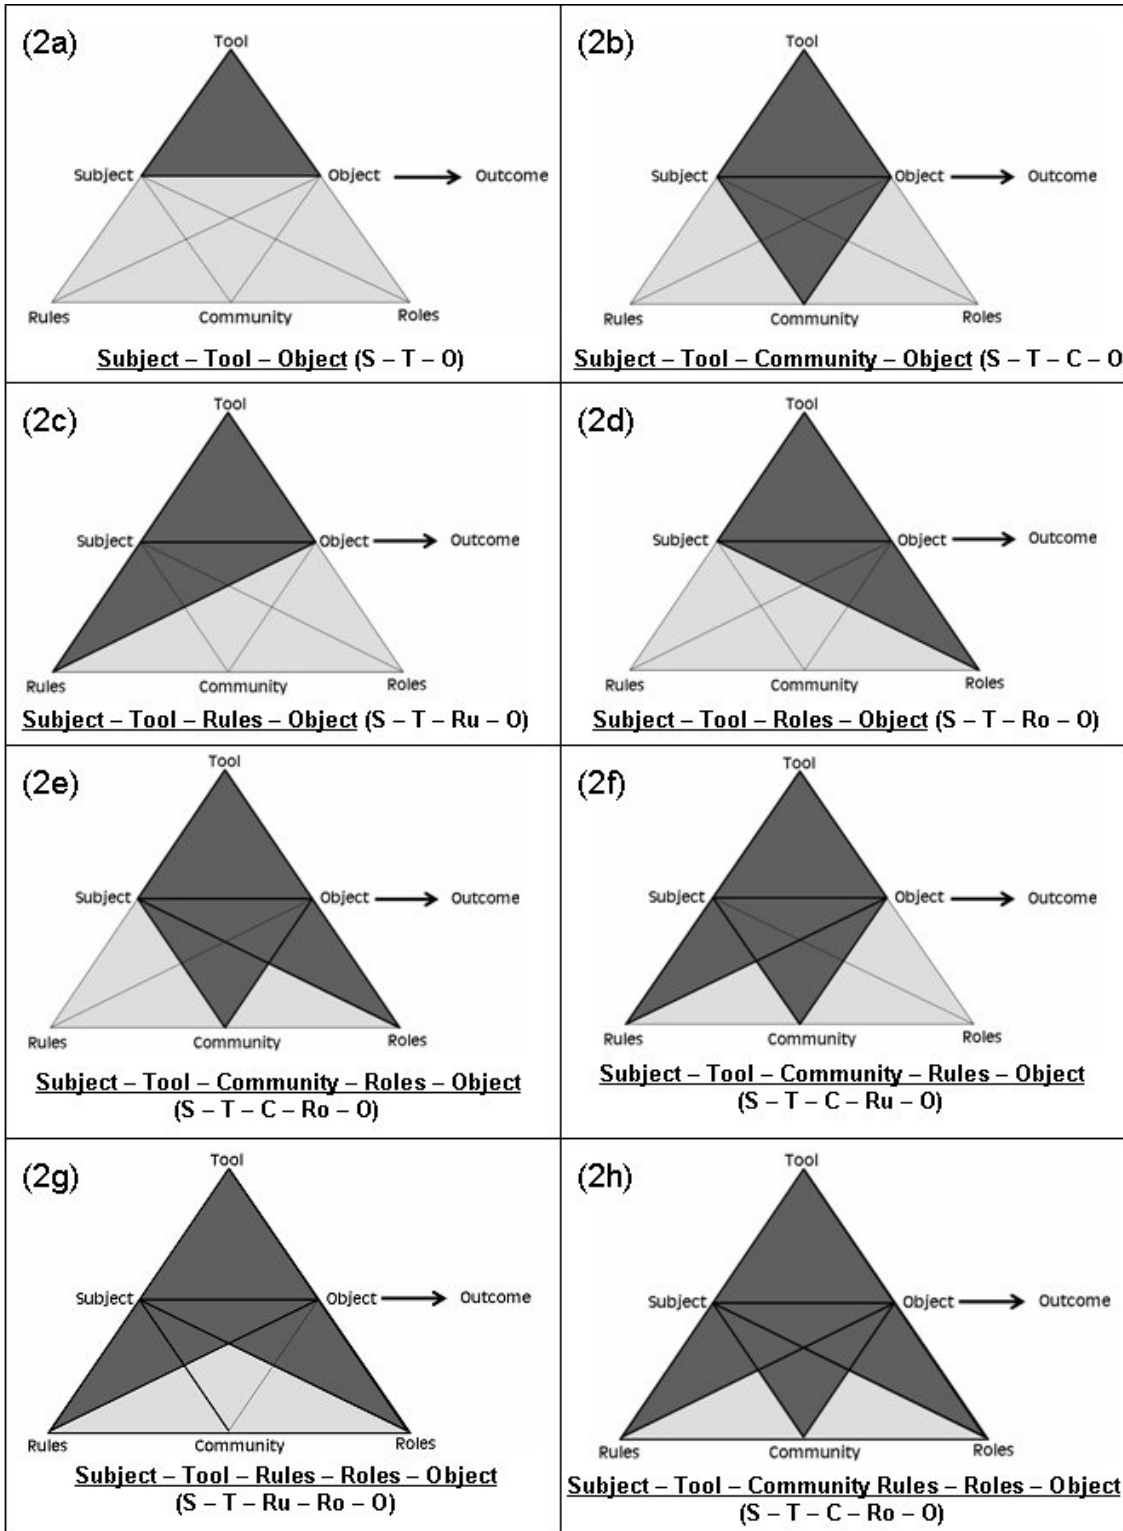 (2a)
Tool
Subject
Object
Outcome
Rules
Community
Roles
Subject – Tool – Object (S – T – O)
(2b)
Tool
Subject
Object
Outcome
Rules
Community
Roles
Subject – Tool – Community – Object (S – T – C – O
(2c)
Tool
Subject
Object
Outcome
Rules
Community
Roles
Subject – Tool – Rules – Object (S – T – Ru – O)
(2d)
Tool
Subject
Object
Outcome
Rules
Community
Roles
Subject – Tool – Roles – Object (S – T – Ro – O)
(2e)
Tool
Subject
Object
Outcome
Rules
Community
Roles
Subject – Tool – Community – Roles – Object
(S – T – C – Ro – O)
(2f)
Tool
Subject
Object
Outcome
Rules
Community
Roles
Subject – Tool – Community – Rules – Object
(S – T – C – Ru – O)
(2g)
Tool
Subject
Object
Outcome
Rules
Community
Roles
Subject – Tool – Rules – Roles – Object
(S – T – Ru – Ro – O)
(2h)
Tool
Subject
Object
Outcome
Rules
Community
Roles
Subject – Tool – Community Rules – Roles – Object
(S – T – C – Ro – O)